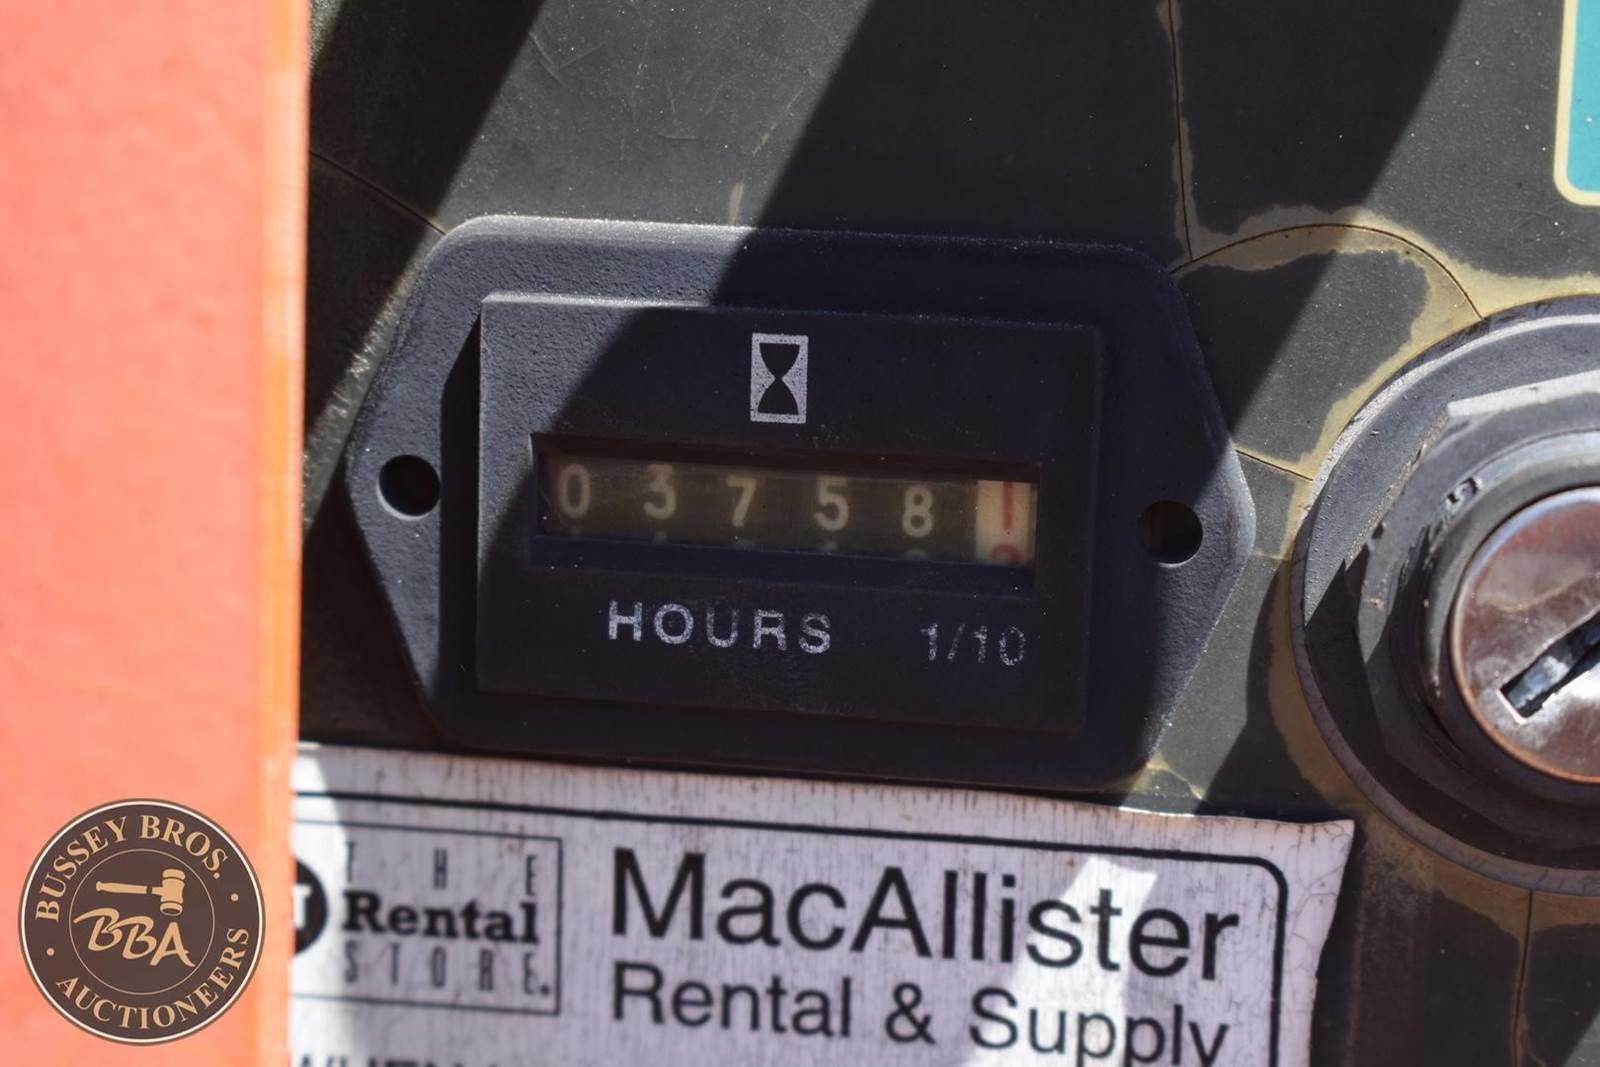 0 3 7 5 8 1
HOURS 1/10
THE
Rental
STORE.
MacAllister
Rental & Supply
BUSSEY BROS.
BBA
AUCTIONEERS